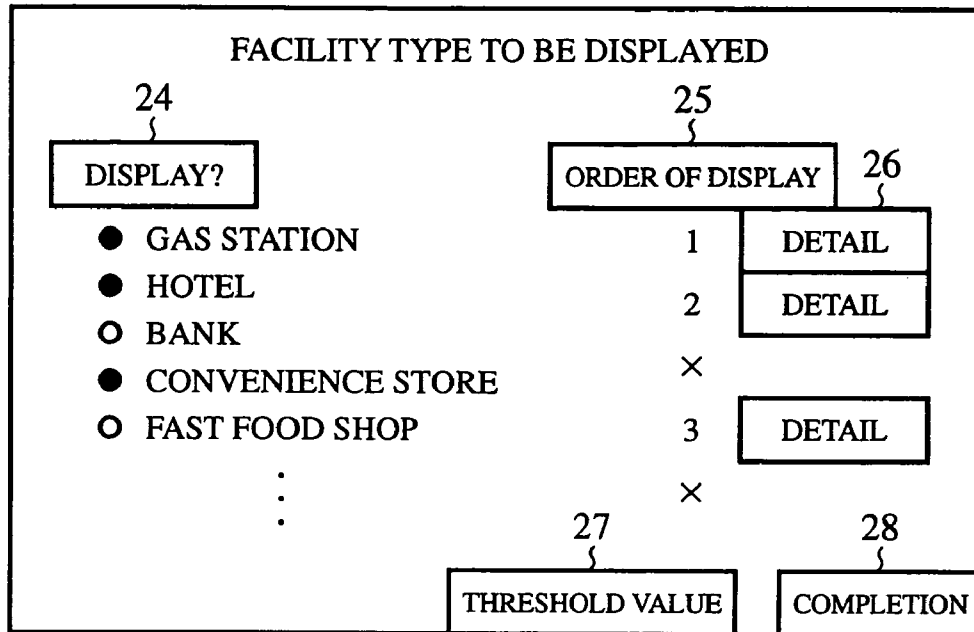 FACILITY TYPE TO BE DISPLAYED
24
25
DISPLAY?
ORDER OF DISPLAY
26
● GAS STATION 1 DETAIL
● HOTEL 2 DETAIL
○ BANK ×
● CONVENIENCE STORE 3 DETAIL
○ FAST FOOD SHOP ×
27
28
THRESHOLD VALUE
COMPLETION